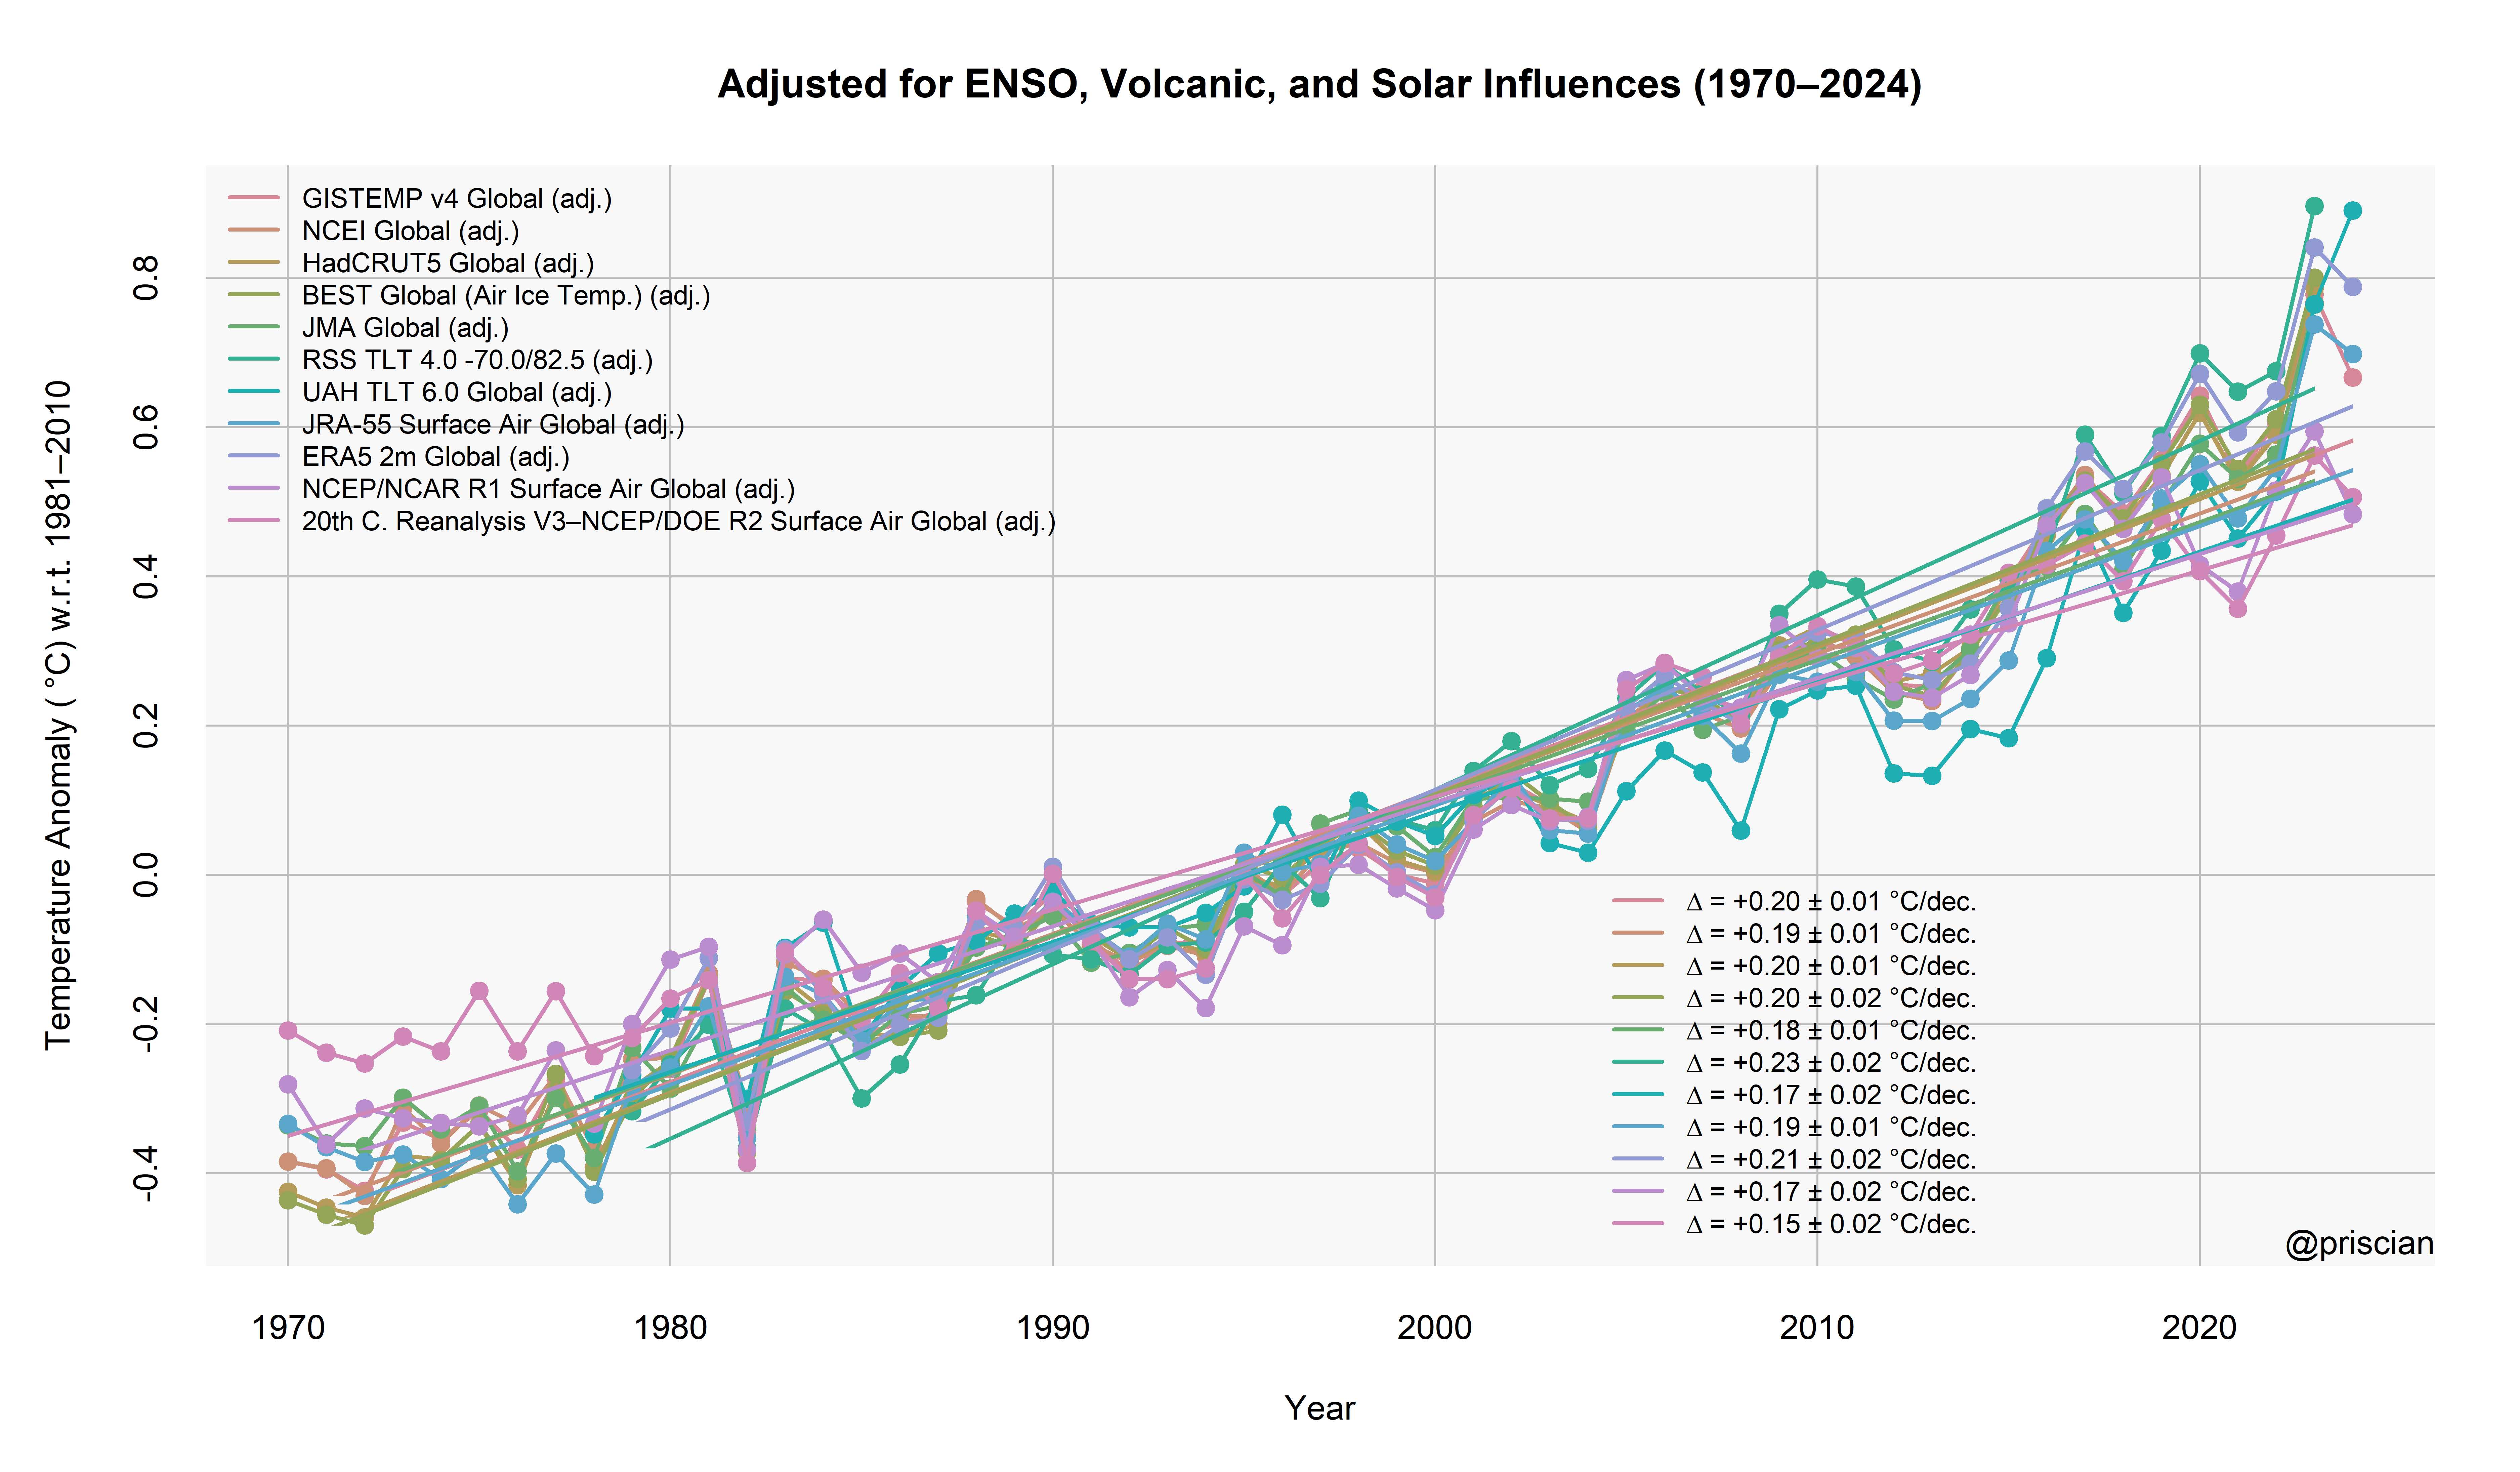 Adjusted for ENSO, Volcanic, and Solar Influences (1970–2024)
Temperature Anomaly ( °C) w.r.t. 1981–2010
0.8
0.6
0.4
0.2
0.0
-0.2
-0.4
GISTEMP v4 Global (adj.)
NCEI Global (adj.)
HadCRUT5 Global (adj.)
BEST Global (Air Ice Temp.) (adj.)
JMA Global (adj.)
RSS TLT 4.0 -70.0/82.5 (adj.)
UAH TLT 6.0 Global (adj.)
JRA-55 Surface Air Global (adj.)
ERA5 2m Global (adj.)
NCEP/NCAR R1 Surface Air Global (adj.)
20th C. Reanalysis V3–NCEP/DOE R2 Surface Air Global (adj.)
Δ = +0.20 ± 0.01 °C/dec.
Δ = +0.19 ± 0.01 °C/dec.
Δ = +0.20 ± 0.01 °C/dec.
Δ = +0.20 ± 0.02 °C/dec.
Δ = +0.18 ± 0.01 °C/dec.
Δ = +0.23 ± 0.02 °C/dec.
Δ = +0.17 ± 0.02 °C/dec.
Δ = +0.19 ± 0.01 °C/dec.
Δ = +0.21 ± 0.02 °C/dec.
Δ = +0.17 ± 0.02 °C/dec.
Δ = +0.15 ± 0.02 °C/dec.
@priscian
1970 1980 1990 2000 2010 2020
Year